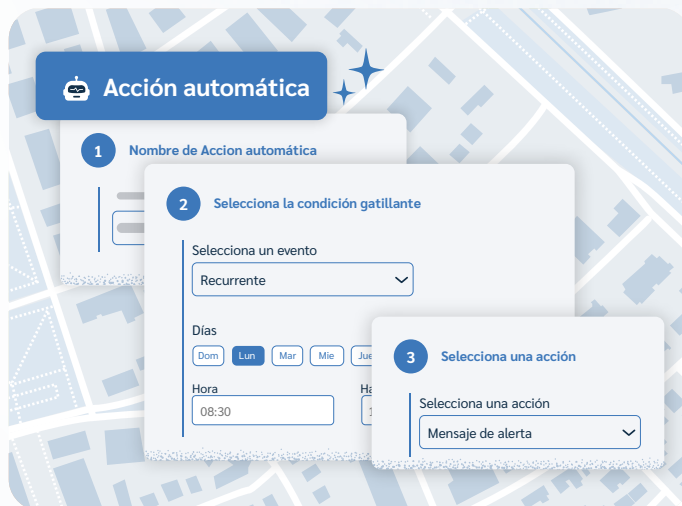 Acción automática
1 Nombre de Accion automática
2 Selecciona la condición gatillante
Selecciona un evento
Recurrente
Días
Dom Lun Mar Mie
Hora
08:30
3 Selecciona una acción
Selecciona una acción
Mensaje de alerta